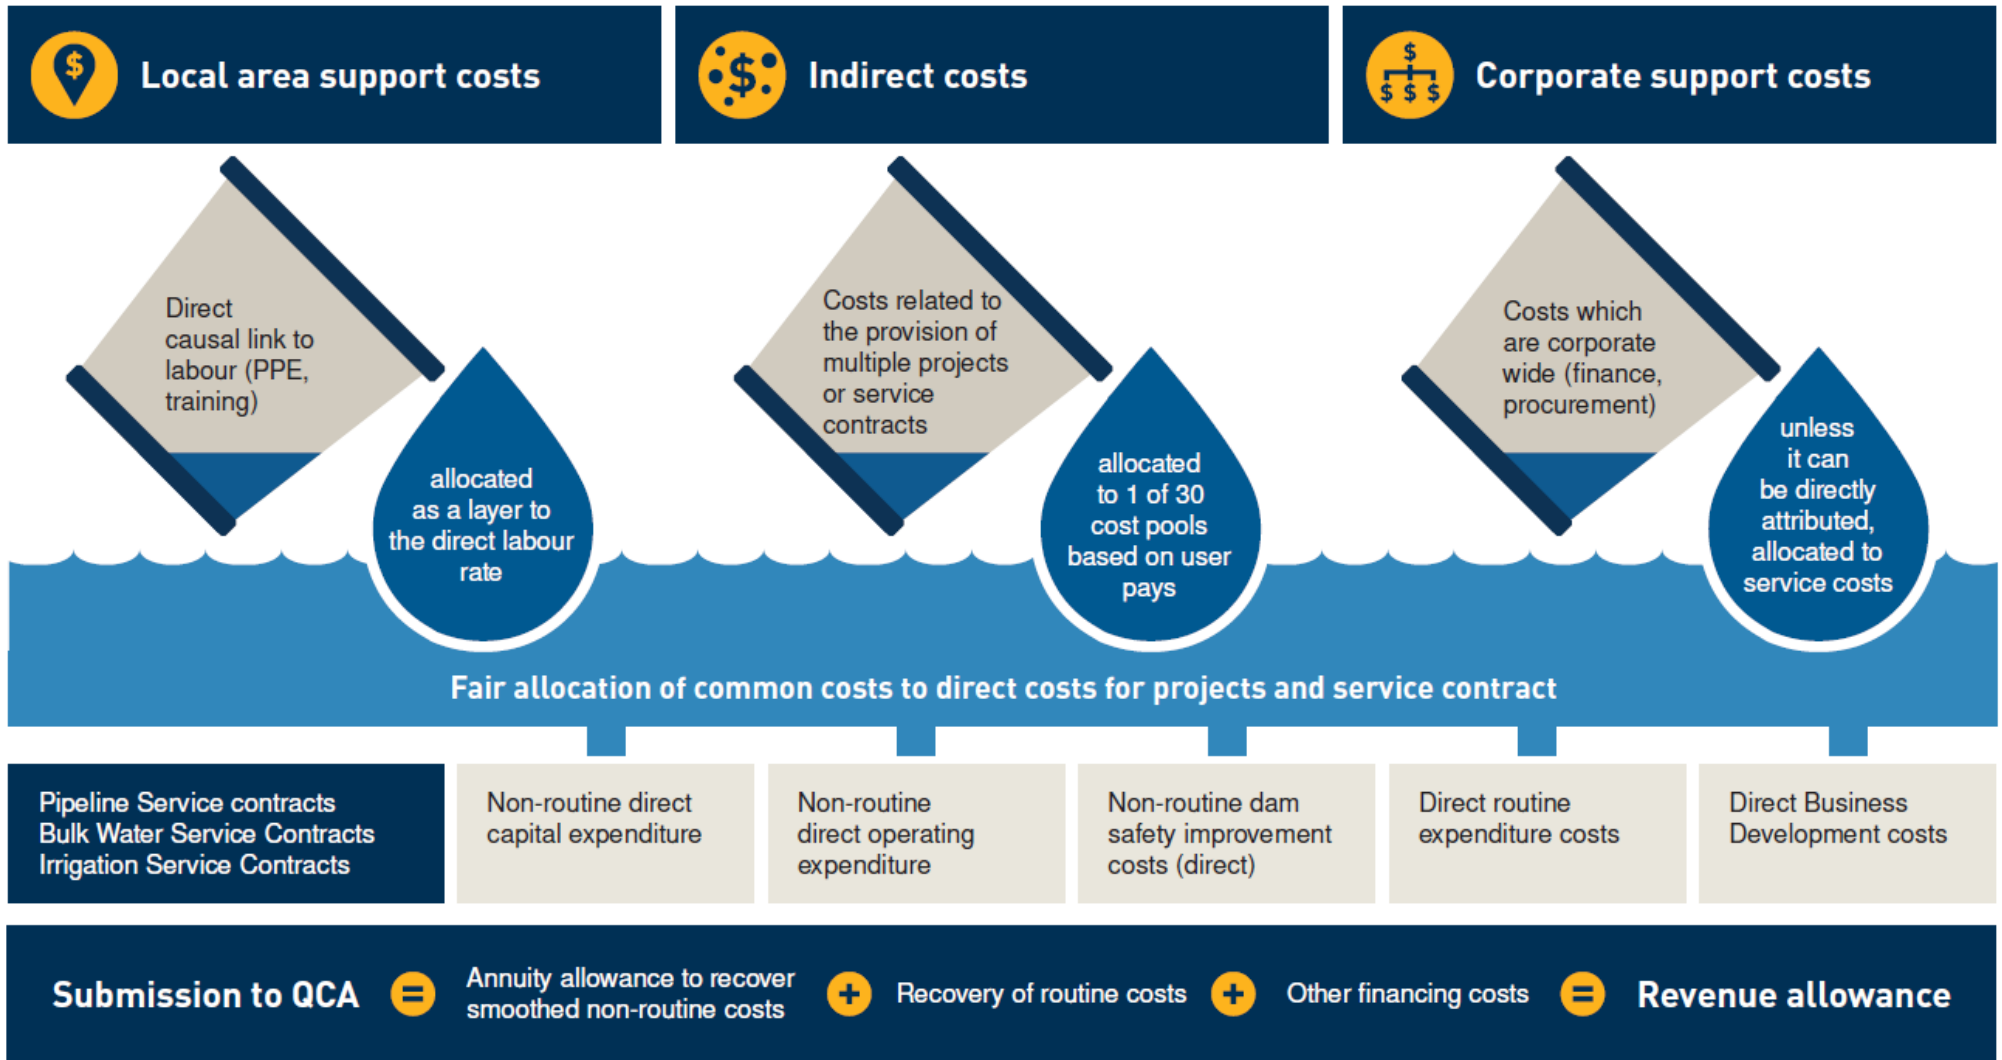 Local area support costs
Indirect costs
Corporate support costs
Direct
causal link to
labour (PPE,
training)
allocated
as a layer to
the direct labour
rate
Costs related to
the provision of
multiple projects
or service
contracts
allocated
to 1 of 30
cost pools
based on user
pays
Costs which
are corporate
wide (finance,
procurement)
unless
it can
be directly
attributed,
allocated to
service costs
Fair allocation of common costs to direct costs for projects and service contract
Pipeline Service contracts
Bulk Water Service Contracts
Irrigation Service Contracts
Non-routine direct
capital expenditure
Non-routine
direct operating
expenditure
Non-routine dam
safety improvement
costs (direct)
Direct routine
expenditure costs
Direct Business
Development costs
Submission to QCA
=
Annuity allowance to recover
smoothed non-routine costs
+
Recovery of routine costs
+
Other financing costs
=
Revenue allowance